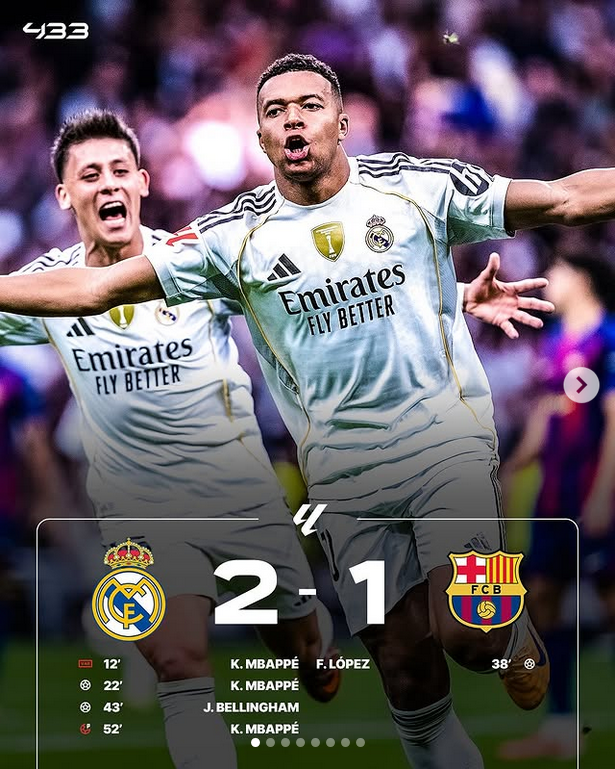 433
Emirates
FLY BETTER
Emirates
FLY BETTER
2 - 1
FCB
VAR 12' K. MBAPPÉ F. LÓPEZ 38'
22' K. MBAPPÉ
43' J. BELLINGHAM
52' K. MBAPPÉ